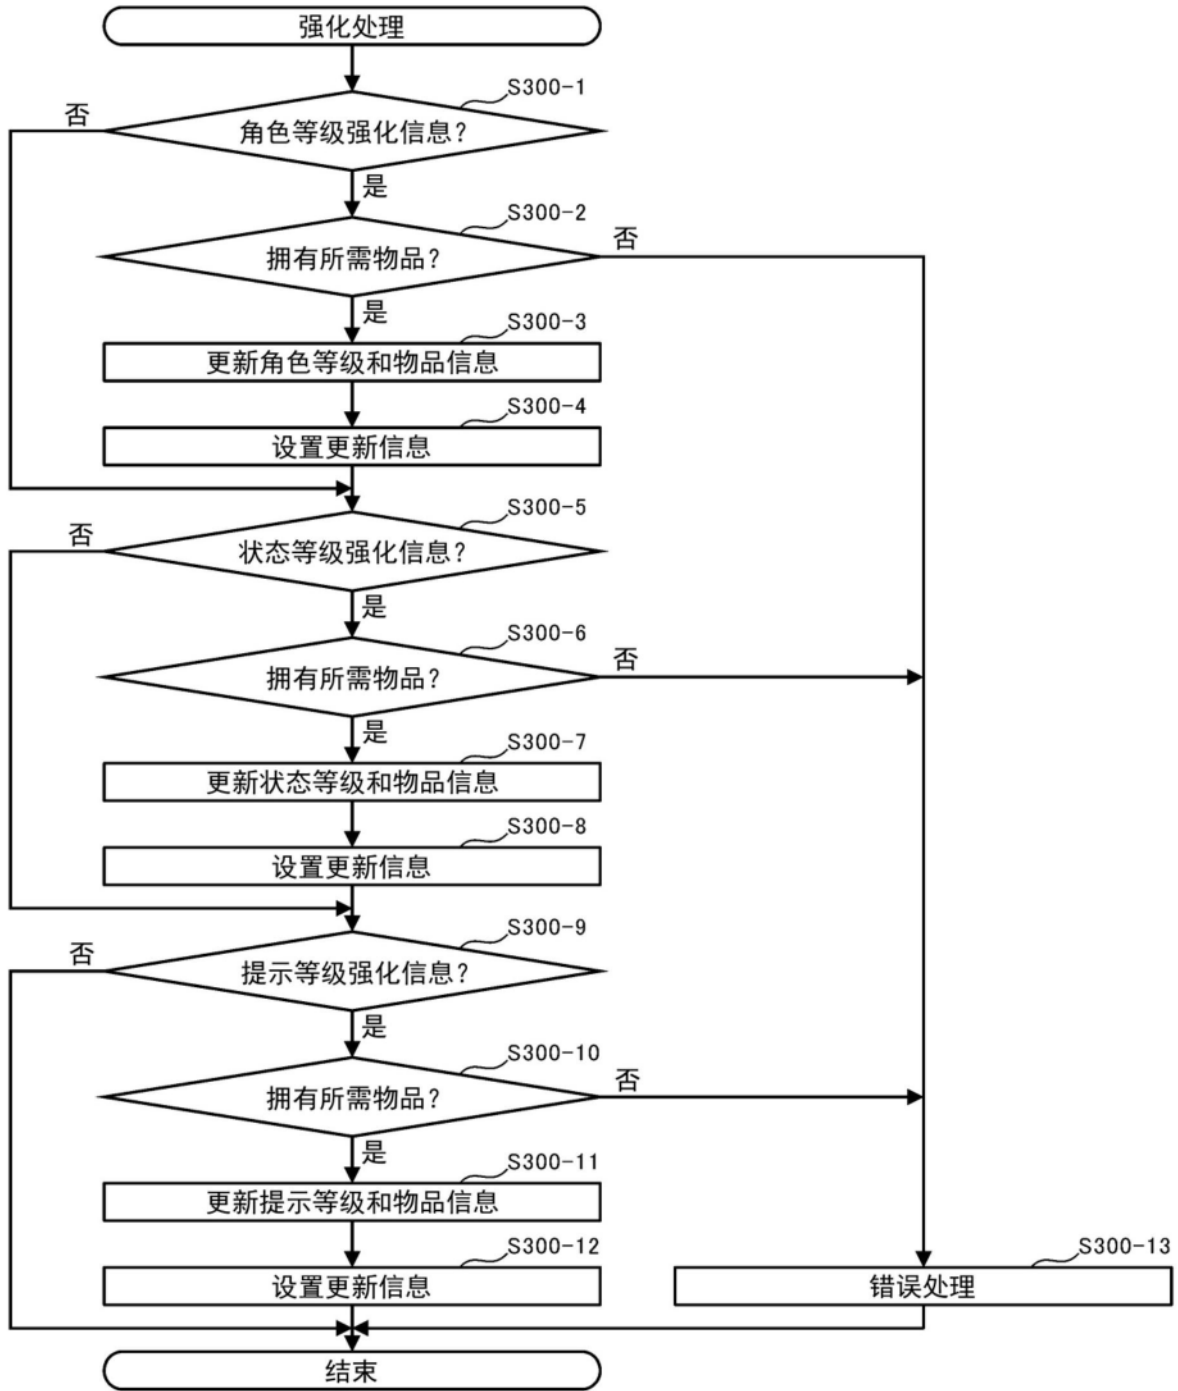 强化处理
S300-1
否
角色等级强化信息?
是
S300-2
否
拥有所需物品?
是
S300-3
更新角色等级和物品信息
S300-4
设置更新信息
S300-5
否
状态等级强化信息?
是
S300-6
否
拥有所需物品?
是
S300-7
更新状态等级和物品信息
S300-8
设置更新信息
S300-9
否
提示等级强化信息?
是
S300-10
否
拥有所需物品?
是
S300-11
更新提示等级和物品信息
S300-12
S300-13
设置更新信息
错误处理
结束